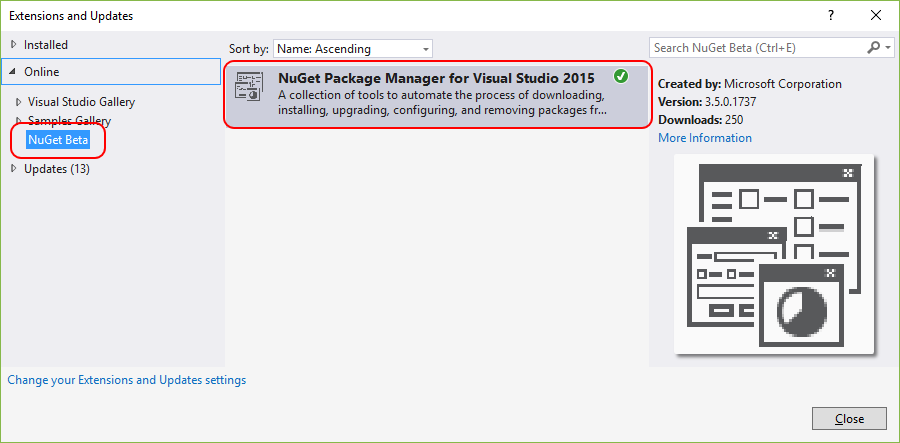 Extensions and Updates
?
Installed
Online
Visual Studio Gallery
Samples Gallery
NuGet Beta
Updates (13)
Sort by: Name: Ascending
NuGet Package Manager for Visual Studio 2015
A collection of tools to automate the process of downloading,
installing, upgrading, configuring, and removing packages fr...
Search NuGet Beta (Ctrl+E)
Created by: Microsoft Corporation
Version: 3.5.0.1737
Downloads: 250
More Information
Change your Extensions and Updates settings
Close